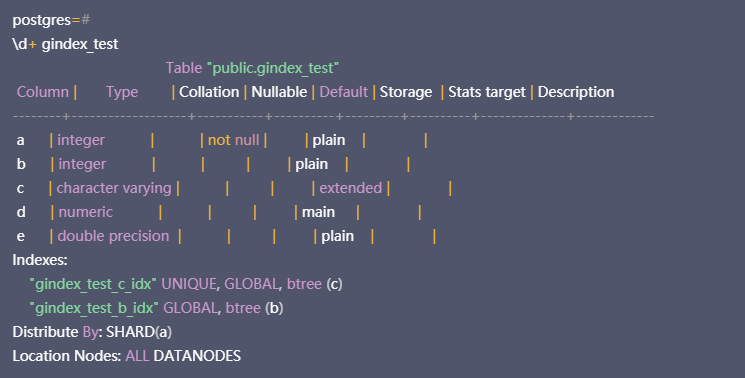 postgres=#
\d+ gindex_test
Table "public.gindex_test"
Column | Type | Collation | Nullable | Default | Storage | Stats target | Description
--------+-------------------+-----------+----------+---------+----------+--------------+-------------
a | integer | | not null | | plain | |
b | integer | | | | plain | |
c | character varying | | | | extended | |
d | numeric | | | | main | |
e | double precision | | | | plain | |
Indexes:
"gindex_test_c_idx" UNIQUE, GLOBAL, btree (c)
"gindex_test_b_idx" GLOBAL, btree (b)
Distribute By: SHARD(a)
Location Nodes: ALL DATANODES